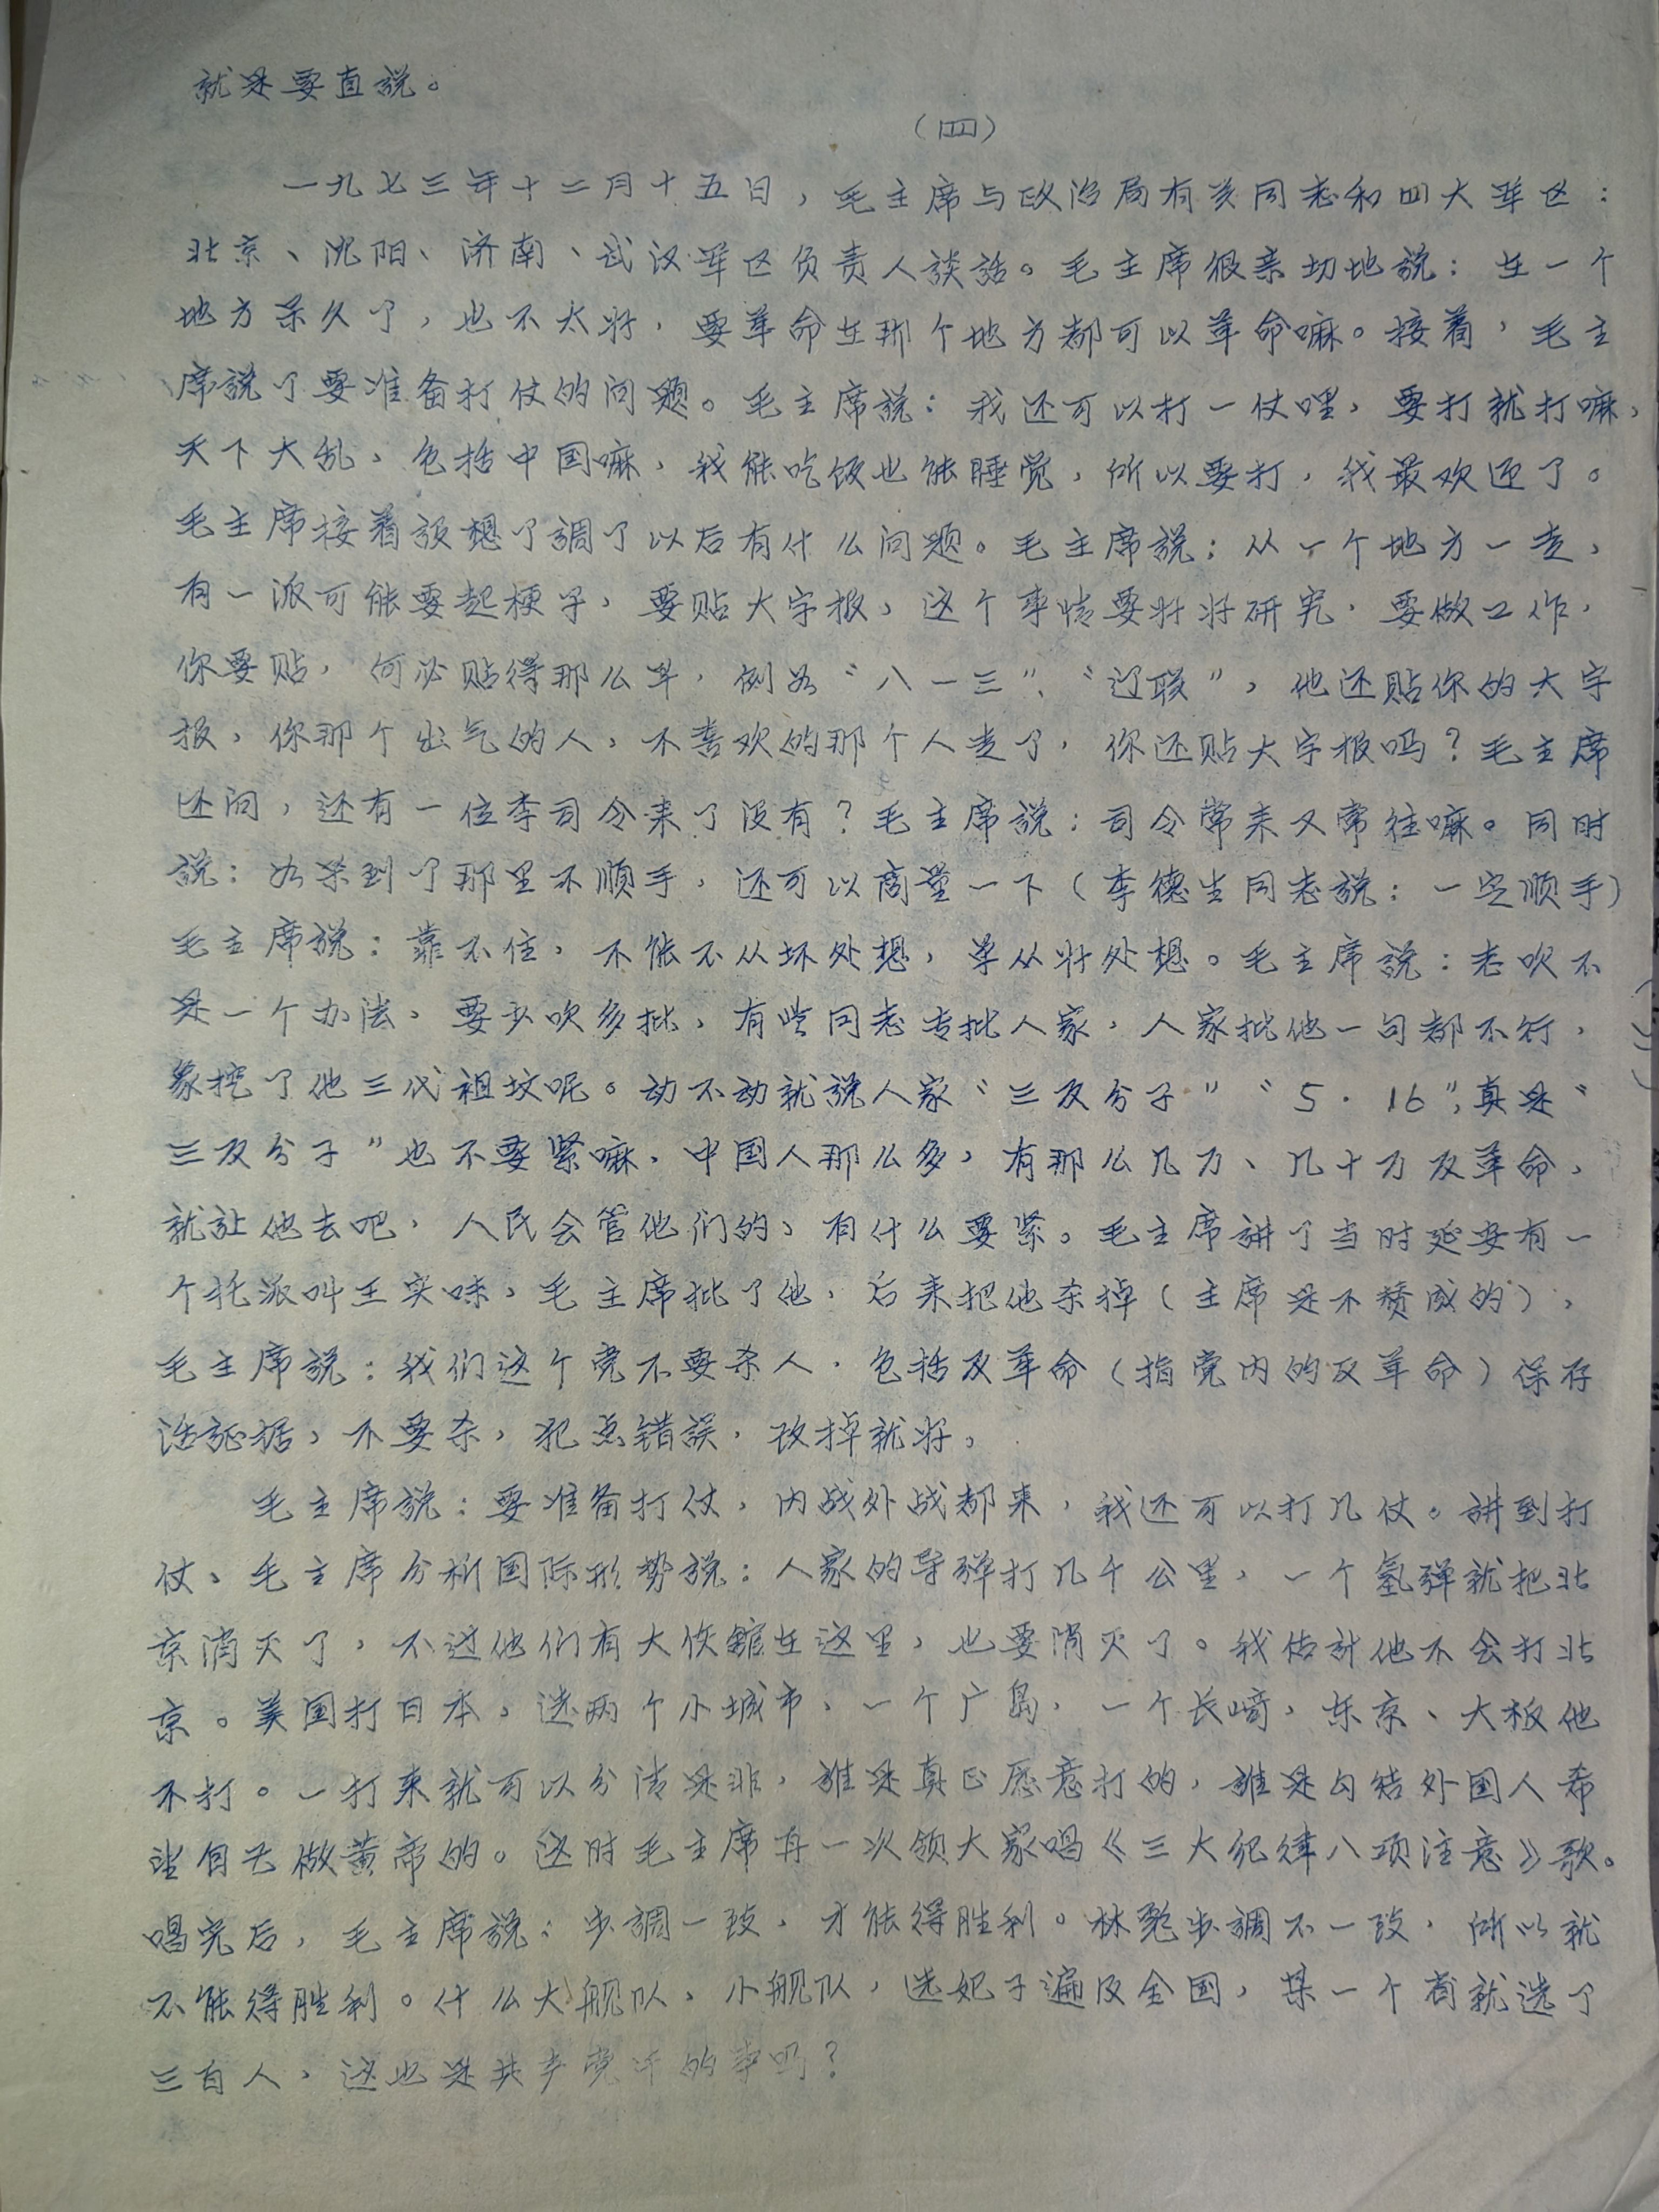 就是要直説。
（四）
一九七三年十二月十五日，毛主席与政治局有关同志和四大軍区：
北京、沈阳、济南、武汉軍区负责人談話。毛主席很亲切地説：在一个
地方呆久了，也不太好，要革命在那个地方都可以革命嘛。接着，毛主
席説了要准备打仗的问题。毛主席説：我还可以打一仗哩，要打就打嘛，
天下大乱，包括中国嘛，我能吃饭也能睡觉，所以要打，我最欢迎了。
毛主席接着設想了調了以后有什么问题。毛主席説：从一个地方一走，
有一派可能要起梗子，要贴大字报，这个事情要好好研究，要做工作，
你要贴，何必贴得那么早，例如“八一三”、“辽联”，他还贴你的大字
报，你那个出气的人，不喜欢的那个人走了，你还贴大字报吗？毛主席
还问，还有一位李司令来了没有？毛主席説：司令常来又常往嘛。同时
説：如果到了那里不顺手，还可以商量一下（李德生同志説：一定顺手）
毛主席説：靠不住，不能不从坏处想，单从好处想。毛主席説：老吹不
是一个办法，要少吹多批，有些同志专批人家，人家批他一句都不行，
象挖了他三代祖坟呢。动不动就説人家“三反分子”“5·16”，真是“
三反分子”也不要紧嘛，中国人那么多，有那么几万、几十万反革命，
就让他去吧，人民会管他们的，有什么要紧。毛主席講了当时延安有一
个托派叫王实味，毛主席批了他，后来把他杀掉（主席是不赞成的），
毛主席説：我们这个党不要杀人，包括反革命（指党内的反革命）保存
活証据，不要杀，犯点錯誤，改掉就好，
毛主席説：要准备打仗，内战外战都来，我还可以打几仗。講到打
仗，毛主席分析国际形势説：人家的导弹打几千公里，一个氢弹就把北
京消灭了，不过他们有大使館在这里，也要消灭了。我估計他不会打北
京。美国打日本，选两个小城市，一个广島，一个长崎，东京、大板他
不打。一打来就可以分清是非，誰是真正愿意打的，誰是勾结外国人希
望自己做黄帝的。这时毛主席再一次领大家唱《三大纪律八项注意》歌。
唱完后，毛主席説：步調一致，才能得胜利。林彪步調不一致，所以就
不能得胜利。什么大舰队，小舰队，选妃子遍及全国，某一个省就选了
三百人，这也是共产党干的事吗？